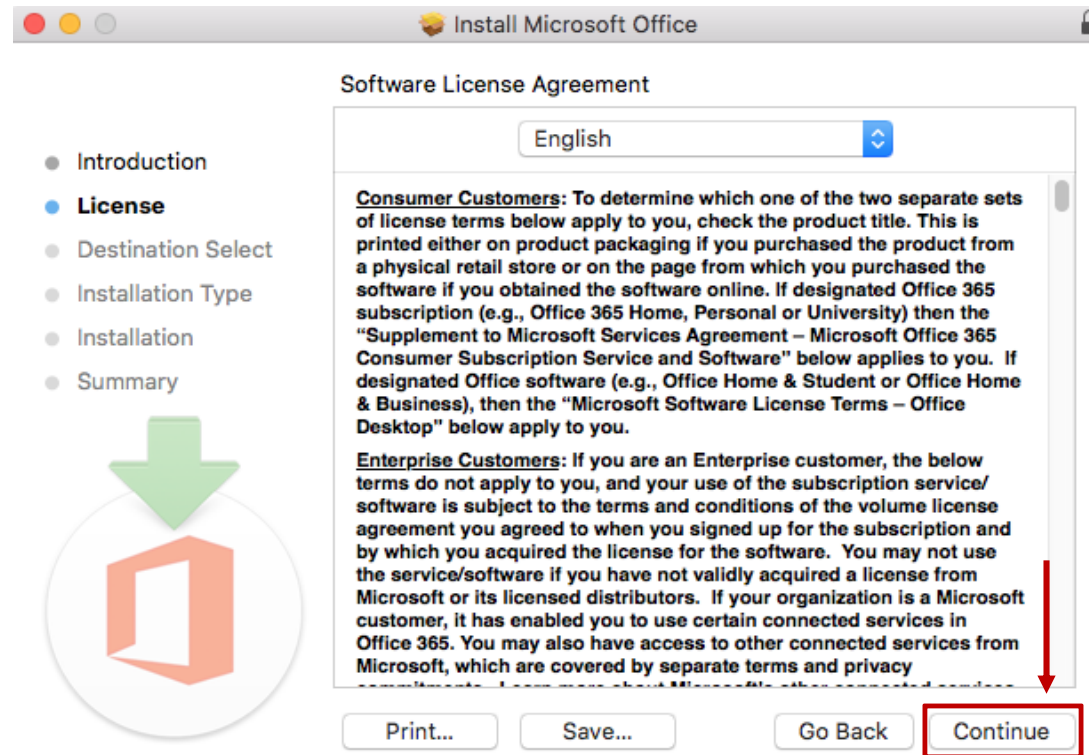 Install Microsoft Office
Software License Agreement
English
Introduction
License
Destination Select
Installation Type
Installation
Summary
Consumer Customers: To determine which one of the two separate sets
of license terms below apply to you, check the product title. This is
printed either on product packaging if you purchased the product from
a physical retail store or on the page from which you purchased the
software if you obtained the software online. If designated Office 365
subscription (e.g., Office 365 Home, Personal or University) then the
“Supplement to Microsoft Services Agreement – Microsoft Office 365
Consumer Subscription Service and Software" below applies to you. If
designated Office software (e.g., Office Home & Student or Office Home
& Business), then the “Microsoft Software License Terms – Office
Desktop" below apply to you.
Enterprise Customers: If you are an Enterprise customer, the below
terms do not apply to you, and your use of the subscription service/
software is subject to the terms and conditions of the volume license
agreement you agreed to when you signed up for the subscription and
by which you acquired the license for the software. You may not use
the service/software if you have not validly acquired a license from
Microsoft or its licensed distributors. If your organization is a Microsoft
customer, it has enabled you to use certain connected services in
Office 365. You may also have access to other connected services from
Microsoft, which are covered by separate terms and privacy
commitments. Learn more about Microsoft's other connected services
Print...
Save...
Go Back
Continue